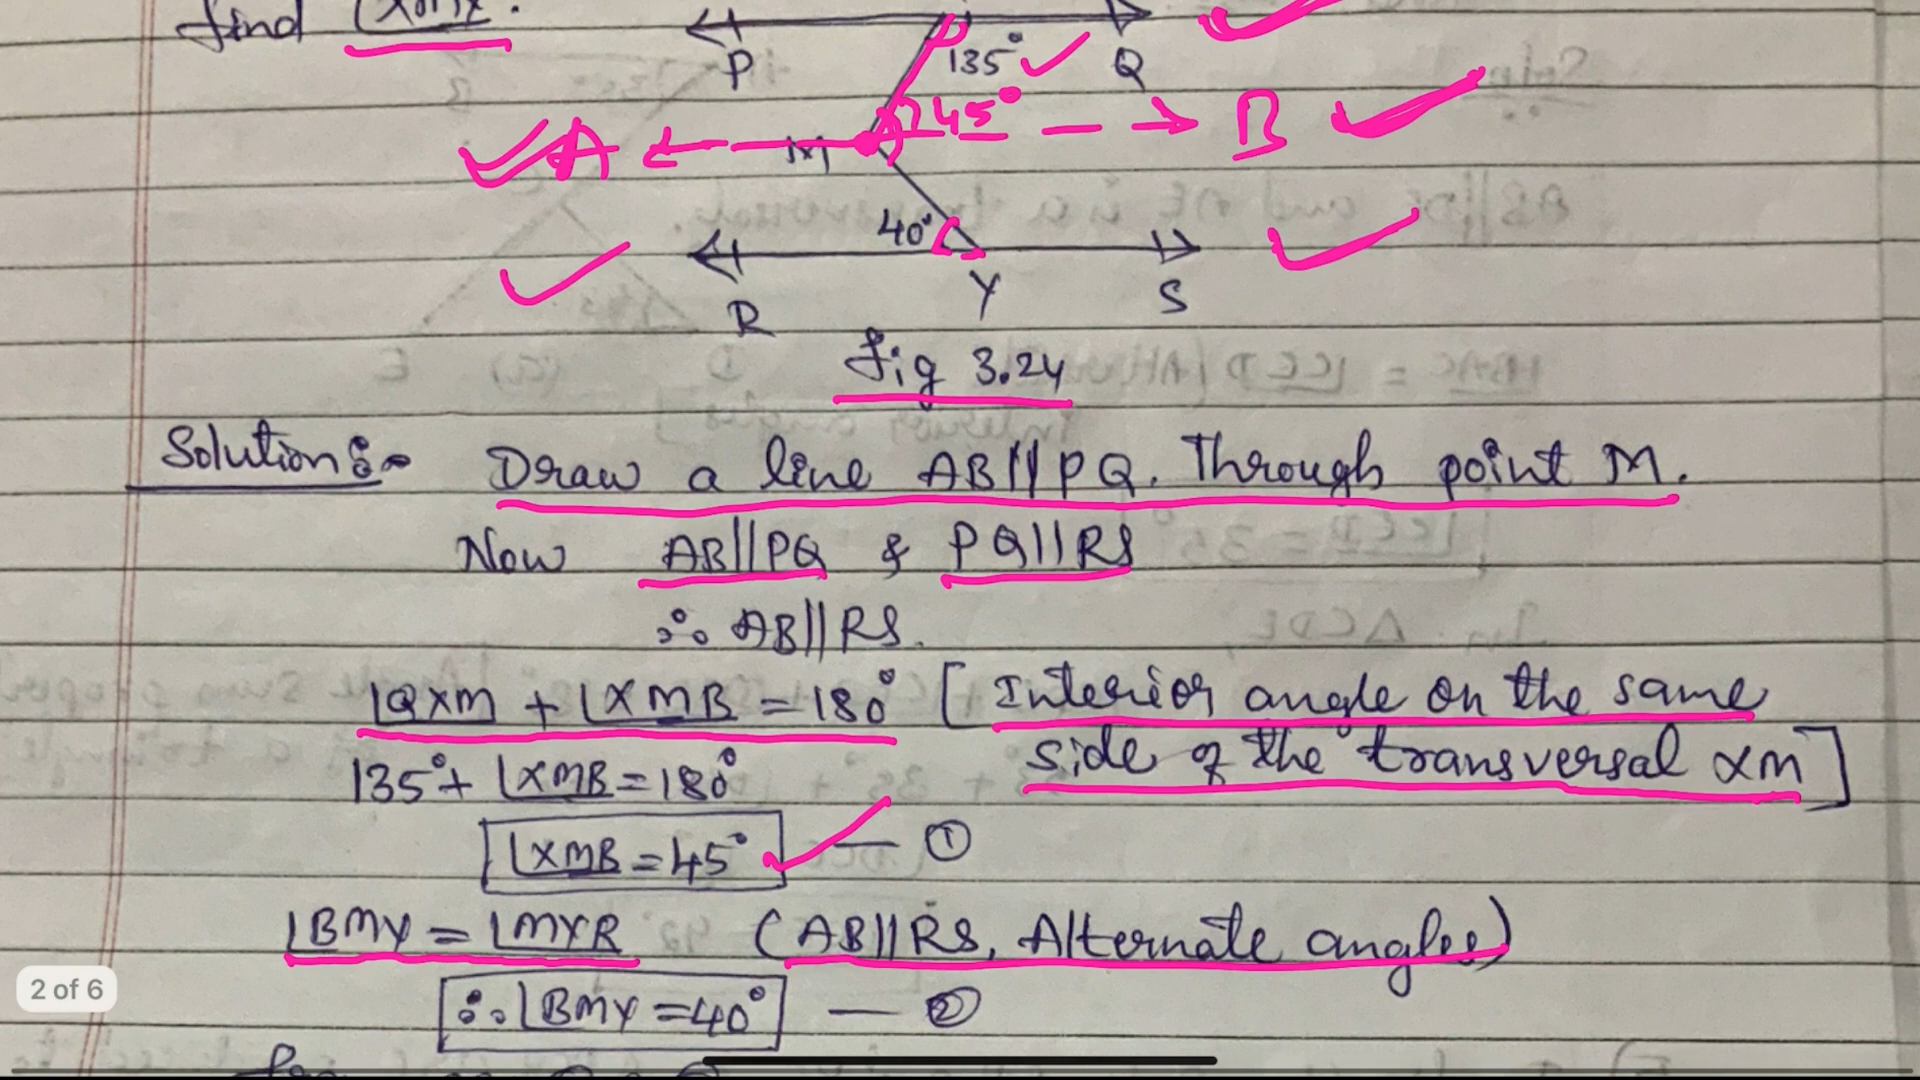 find ∠XMY.
P 135° Q
A 45° B
M
40°
R Y S
fig 3.24
Solution:- Draw a line AB||PQ. Through point M.
Now AB||PQ & PQ||RS
∴ AB||RS.
∠QXM + ∠XMB = 180° [Interior angle on the same
side of the transversal XM]
135° + ∠XMB = 180°
∠XMB = 45° — ①
∠BMY = ∠MYR (AB||RS, Alternate angles)
∴ ∠BMY = 40° — ②
2 of 6